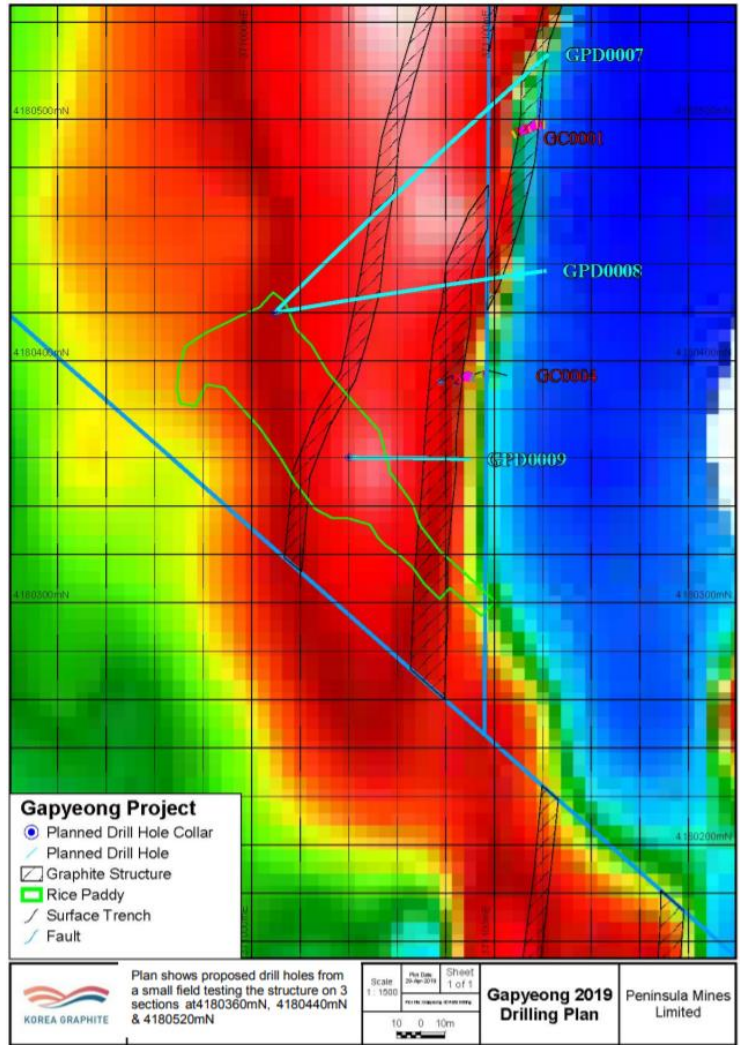 GPD0007
4180500mN
GC0001
GPD0008
4180400mN
4180400mN
GC0004
GPD0009
4180300mN
4180300mN
4180200mN
Gapyeong Project
Planned Drill Hole Collar
Planned Drill Hole
Graphite Structure
Rice Paddy
Surface Trench
Fault
KOREA GRAPHITE
Plan shows proposed drill holes from
a small field testing the structure on 3
sections at4180360mN, 4180440mN
& 4180520mN
Scale
1 : 1500
Plot Date
Sheet
1 of 1
10 0 10m
Gapyeong 2019
Drilling Plan
Peninsula Mines
Limited